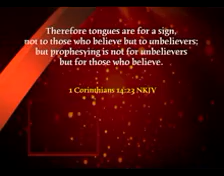 Therefore tongues are for a sign,
not to those who believe but to unbelievers;
but prophesying is not for unbelievers
but for those who believe.
1 Corinthians 14:23 NKJV